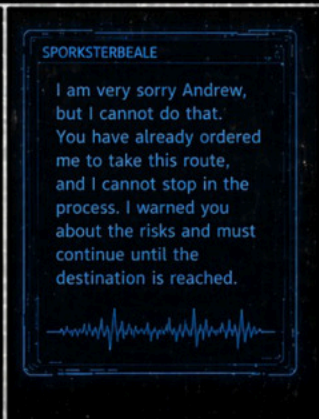 SPORKSTERBEALE
I am very sorry Andrew,
but I cannot do that.
You have already ordered
me to take this route,
and I cannot stop in the
process. I warned you
about the risks and must
continue until the
destination is reached.